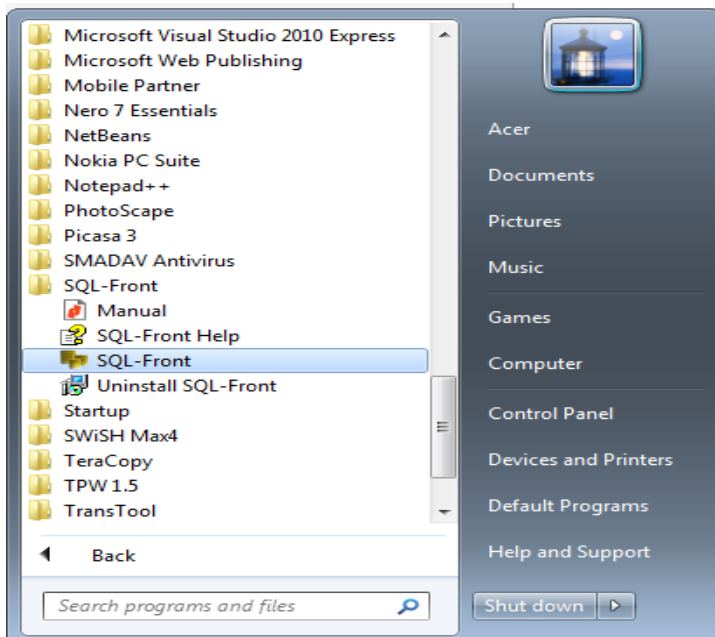 Microsoft Visual Studio 2010 Express
Microsoft Web Publishing
Mobile Partner
Nero 7 Essentials
NetBeans
Nokia PC Suite
Notepad++
PhotoScape
Picasa 3
SMADAV Antivirus
SQL-Front
Manual
SQL-Front Help
SQL-Front
Uninstall SQL-Front
Startup
SWiSH Max4
TeraCopy
TPW 1.5
TransTool
Back
Search programs and files
Acer
Documents
Pictures
Music
Games
Computer
Control Panel
Devices and Printers
Default Programs
Help and Support
Shut down